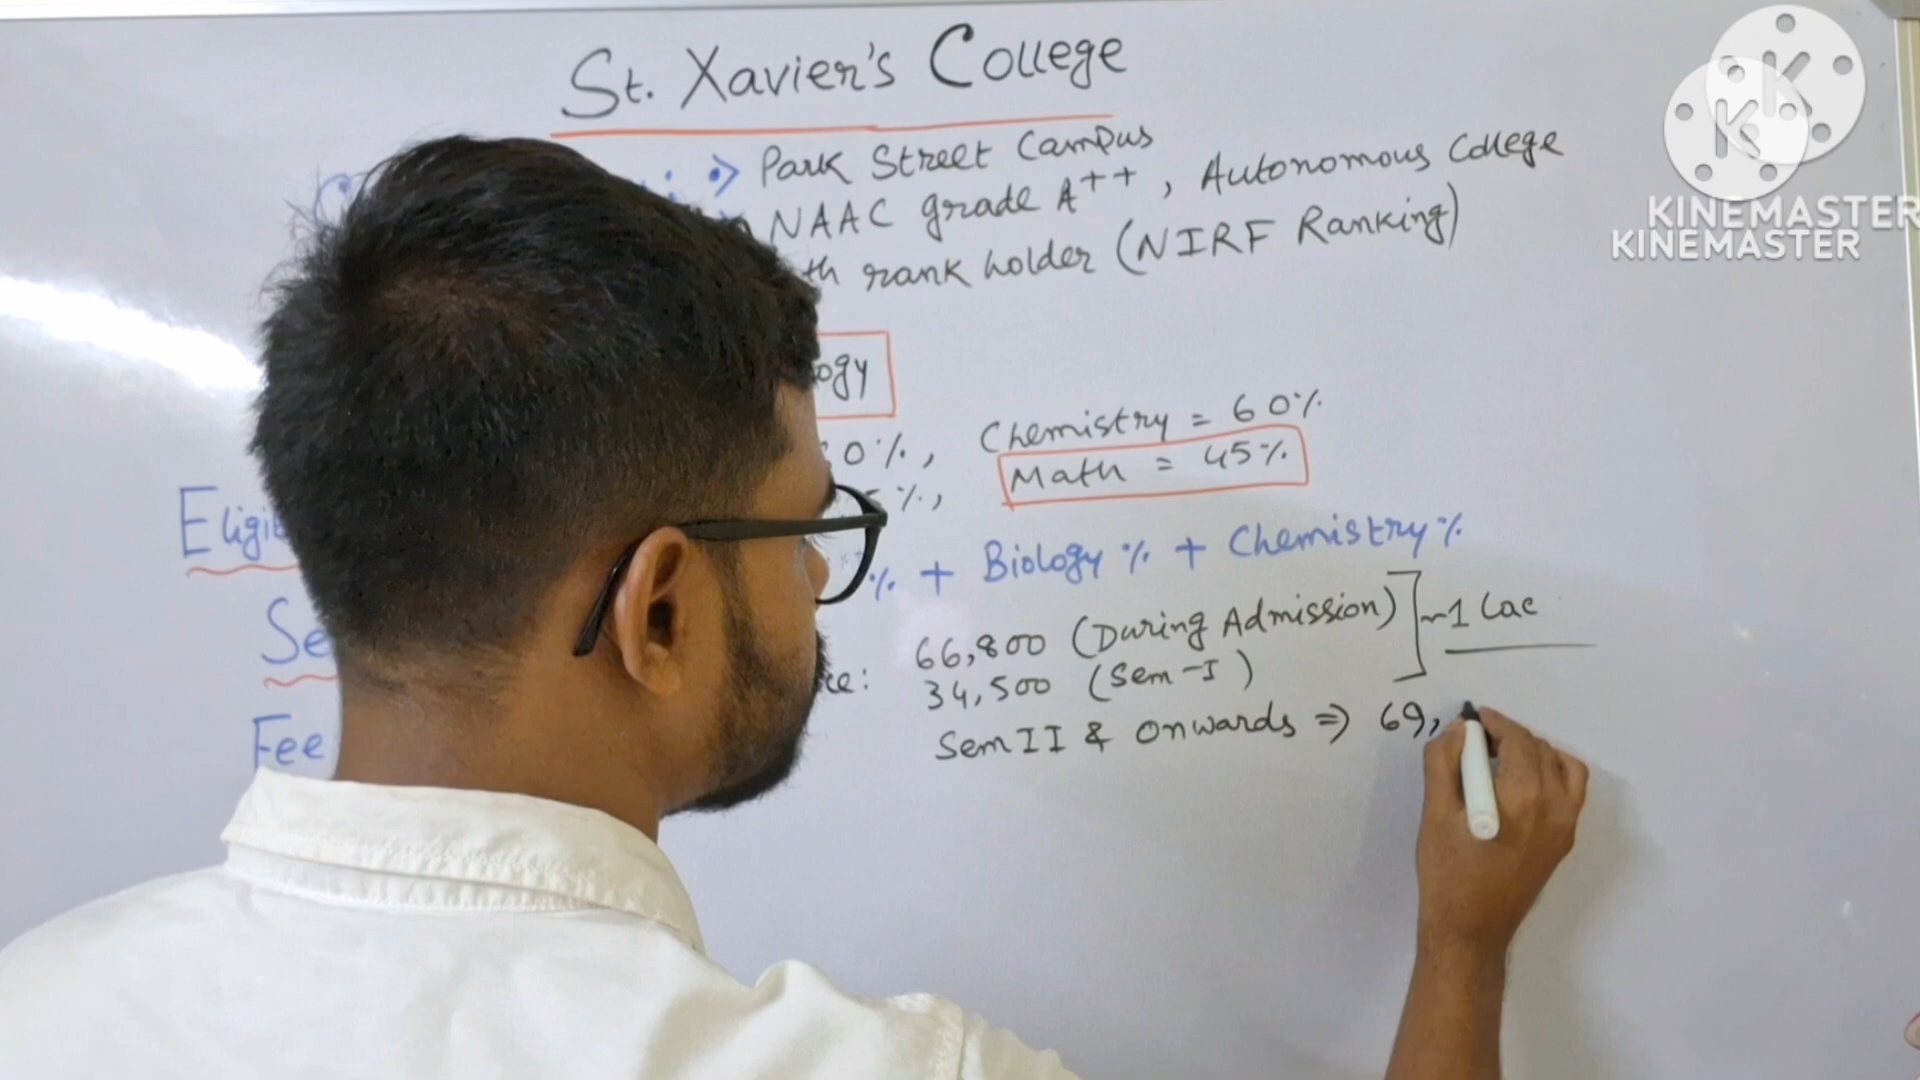 St. Xavier's College
Park Street Campus
NAAC grade A++, Autonomous College
th rank holder (NIRF Ranking)
ogy
0%, Chemistry = 60%
%, Math = 45%
Eligi
% + Biology % + Chemistry %
Se
66,800 (During Admission) ~1 Lac
ce: 34,500 (Sem-I)
Sem II & Onwards ⇒ 69,
Fee
KINEMASTER
KINEMASTER